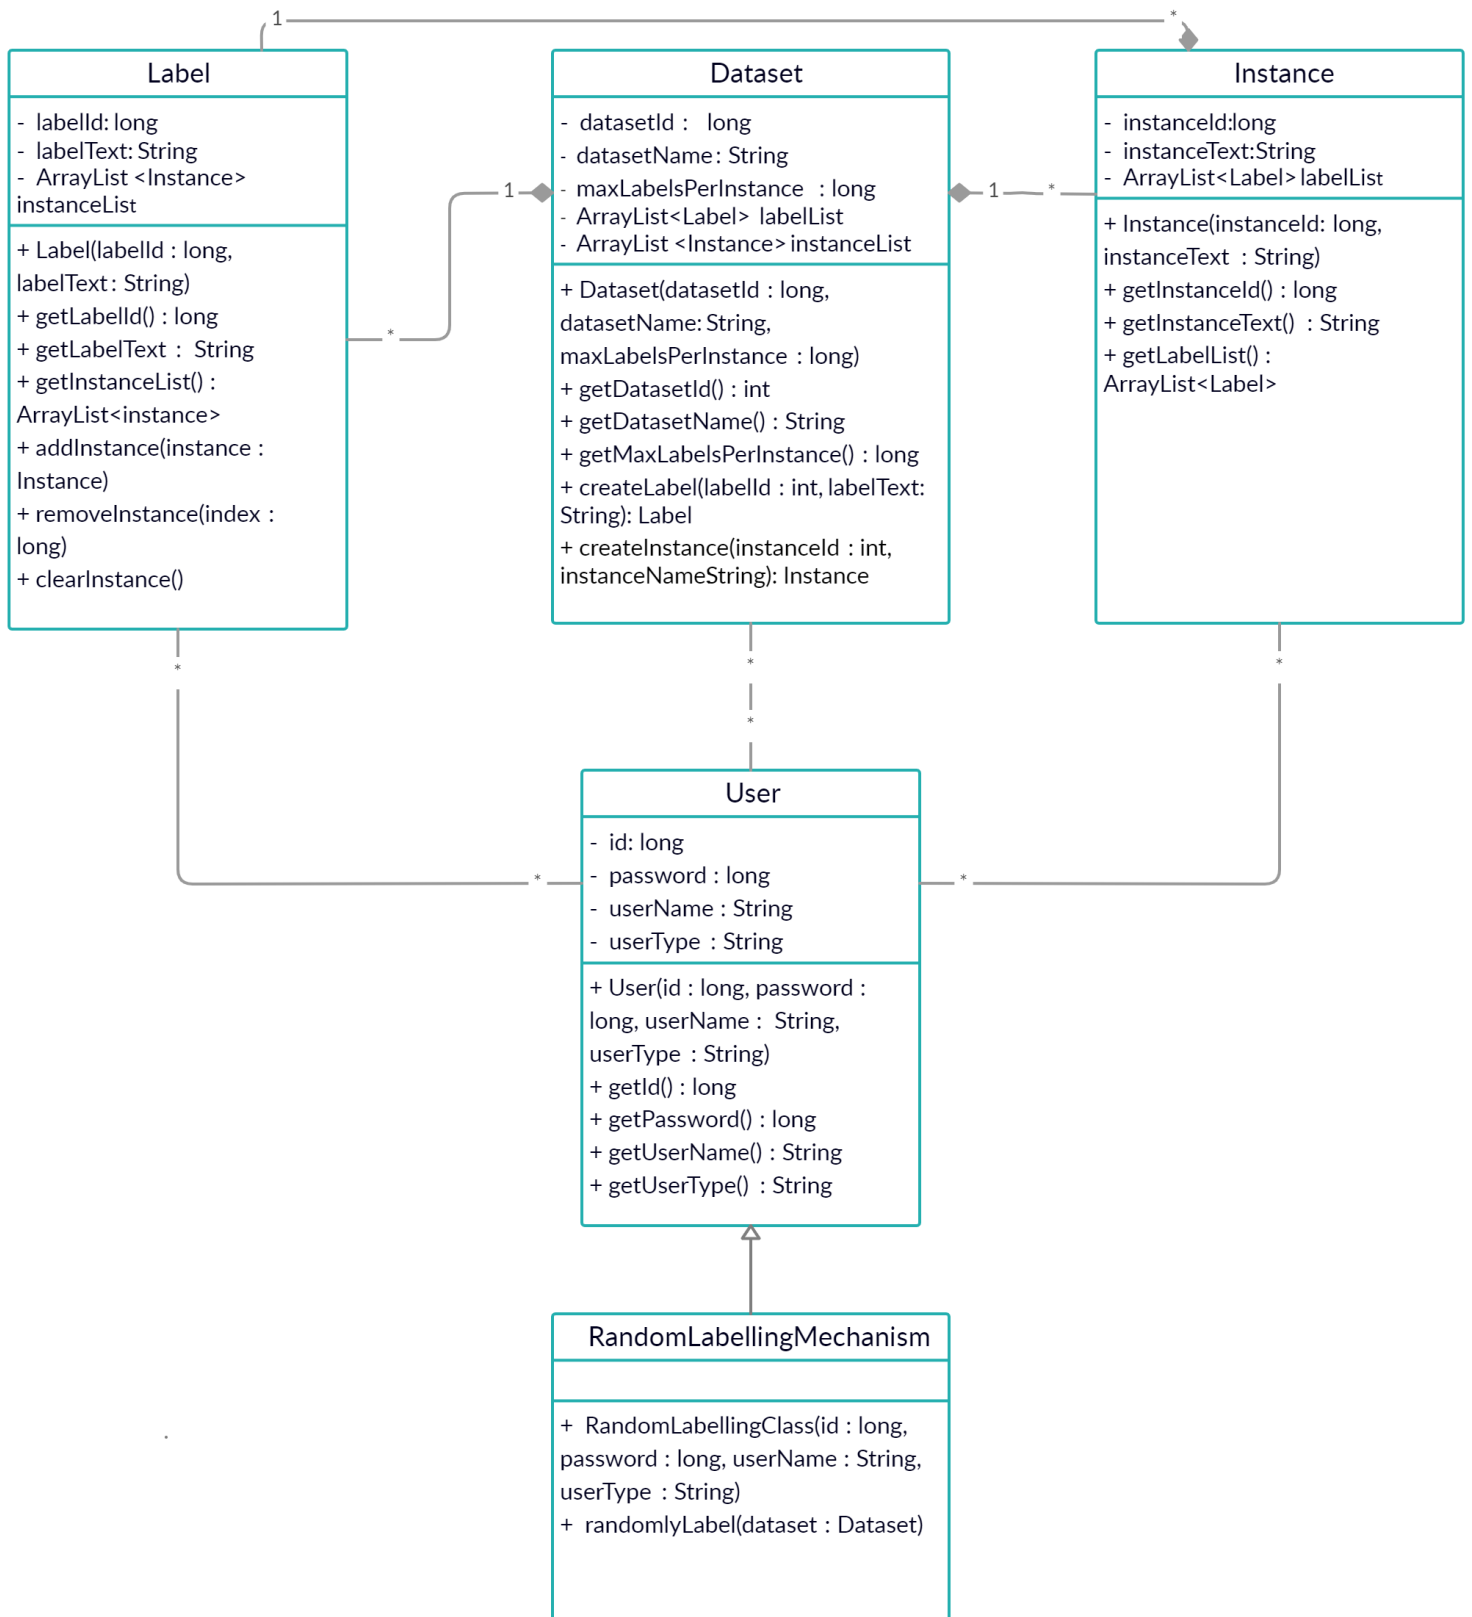 1
*
Label
- labelId: long
- labelText: String
- ArrayList <Instance>
instanceList
+ Label(labelId : long,
labelText : String)
+ getLabelId() : long
+ getLabelText : String
+ getInstanceList() :
ArrayList<instance>
+ addInstance(instance :
Instance)
+ removeInstance(index :
long)
+ clearInstance()
1
*
Dataset
- datasetId : long
- datasetName : String
- maxLabelsPerInstance : long
- ArrayList<Label> labelList
- ArrayList <Instance> instanceList
+ Dataset(datasetId : long,
datasetName: String,
maxLabelsPerInstance : long)
+ getDatasetId() : int
+ getDatasetName() : String
+ getMaxLabelsPerInstance() : long
+ createLabel(labelId : int, labelText:
String): Label
+ createInstance(instanceId : int,
instanceNameString): Instance
1
*
Instance
- instanceId:long
- instanceText:String
- ArrayList<Label> labelList
+ Instance(instanceId: long,
instanceText : String)
+ getInstanceId() : long
+ getInstanceText() : String
+ getLabelList() :
ArrayList<Label>
*
*
*
*
*
*
User
- id: long
- password : long
- userName : String
- userType : String
+ User(id : long, password :
long, userName : String,
userType : String)
+ getId() : long
+ getPassword() : long
+ getUserName() : String
+ getUserType() : String
RandomLabellingMechanism
+ RandomLabellingClass(id : long,
password : long, userName : String,
userType : String)
+ randomlyLabel(dataset : Dataset)